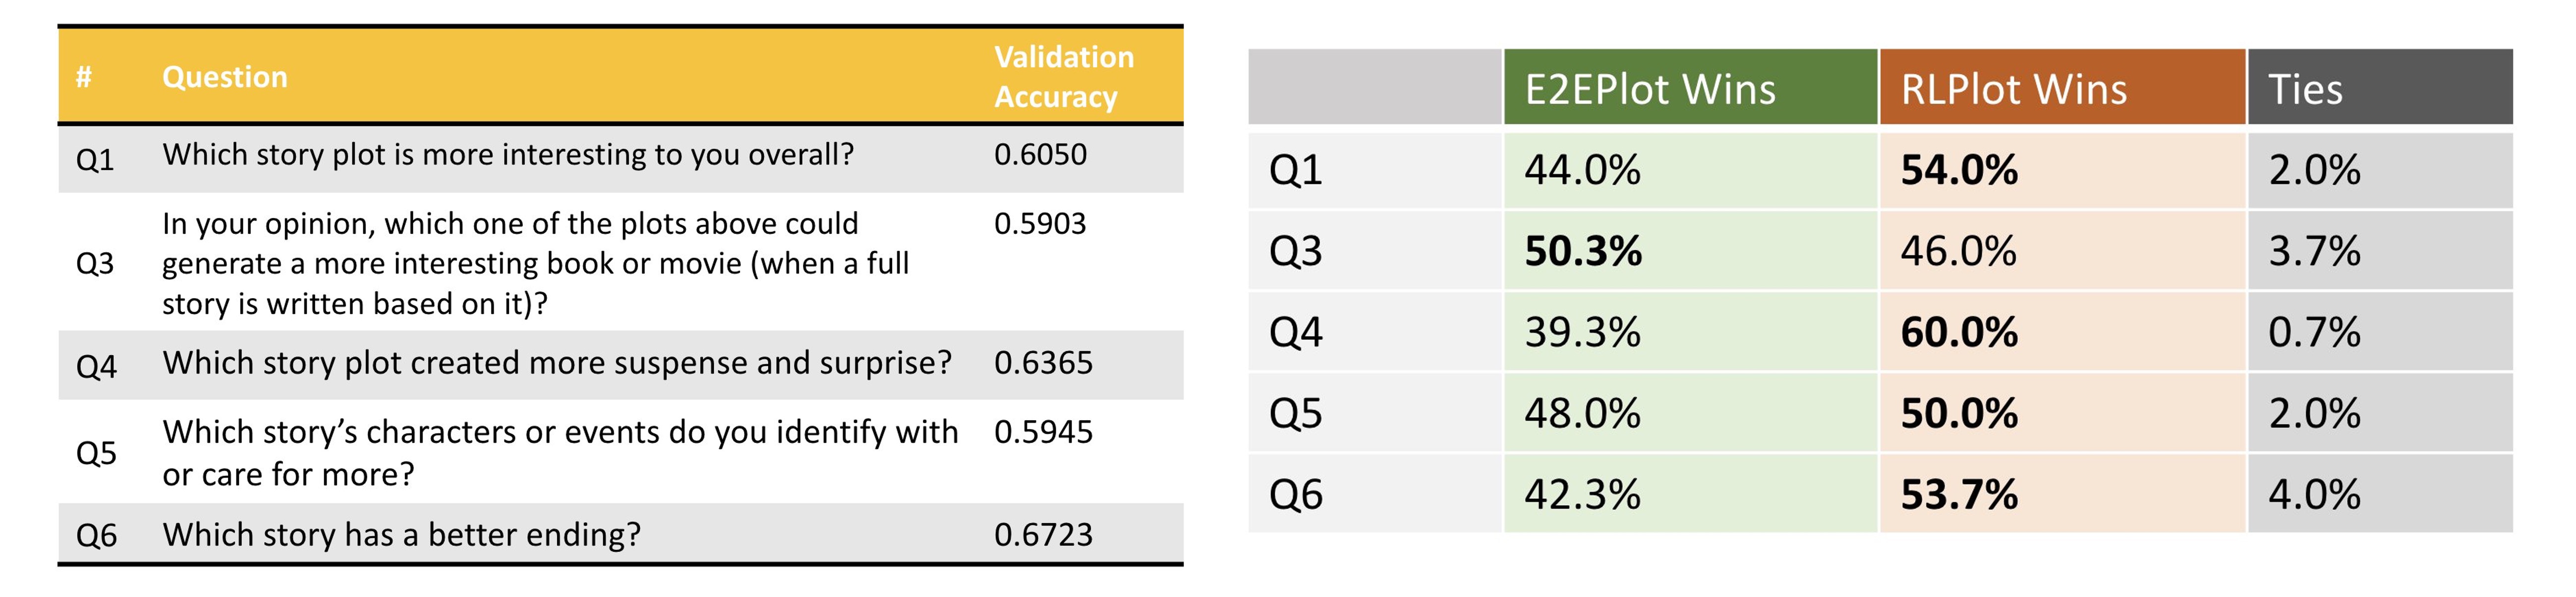 # Question Validation Accuracy
Q1 Which story plot is more interesting to you overall? 0.6050
Q3 In your opinion, which one of the plots above could 0.5903
generate a more interesting book or movie (when a full
story is written based on it)?
Q4 Which story plot created more suspense and surprise? 0.6365
Q5 Which story’s characters or events do you identify with 0.5945
or care for more?
Q6 Which story has a better ending? 0.6723
E2EPlot Wins RLPlot Wins Ties
Q1 44.0% 54.0% 2.0%
Q3 50.3% 46.0% 3.7%
Q4 39.3% 60.0% 0.7%
Q5 48.0% 50.0% 2.0%
Q6 42.3% 53.7% 4.0%